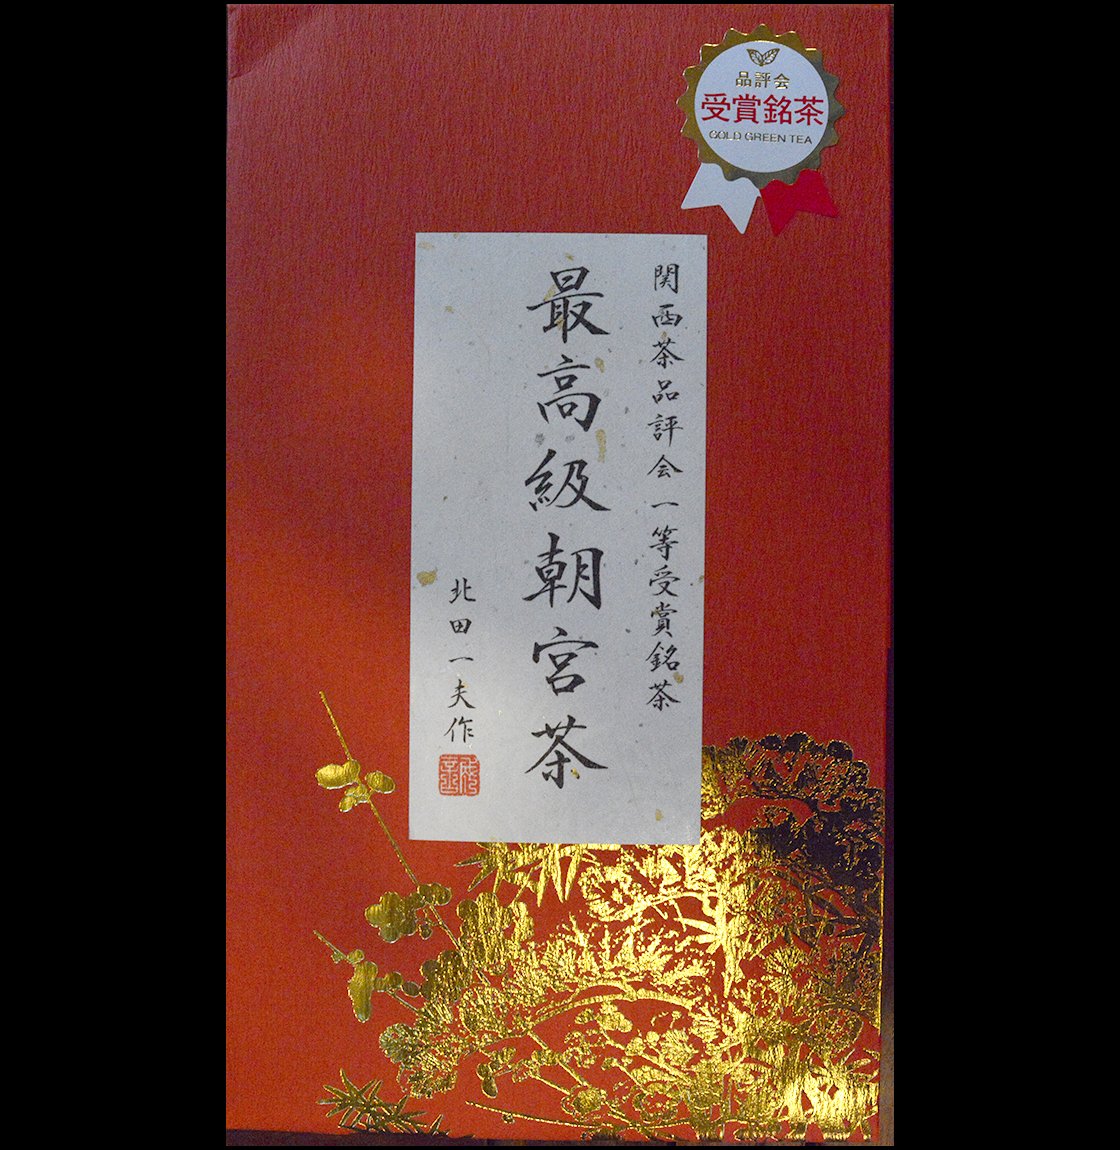 品評会
受賞銘茶
GOLD GREEN TEA
関西茶品評会一等受賞銘茶
最高級朝宮茶
北田一夫作